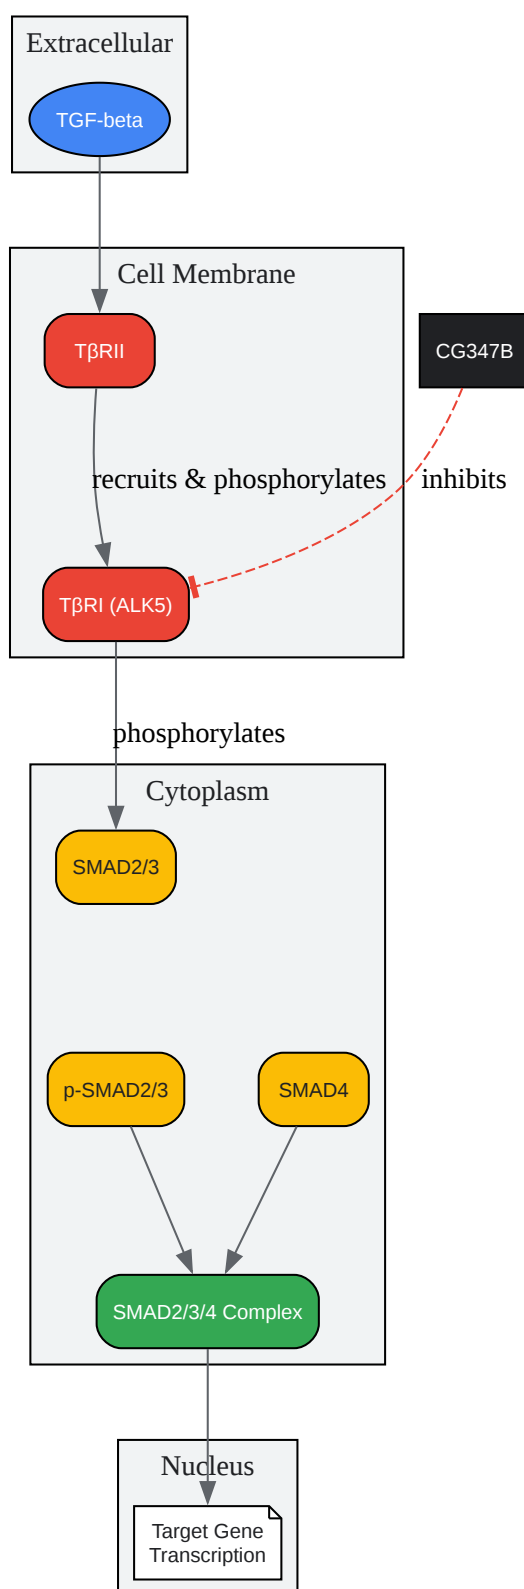 Extracellular
TGF-beta
Cell Membrane
TβRII
CG347B
recruits & phosphorylates
inhibits
TβRI (ALK5)
phosphorylates
Cytoplasm
SMAD2/3
p-SMAD2/3
SMAD4
SMAD2/3/4 Complex
Nucleus
Target Gene
Transcription